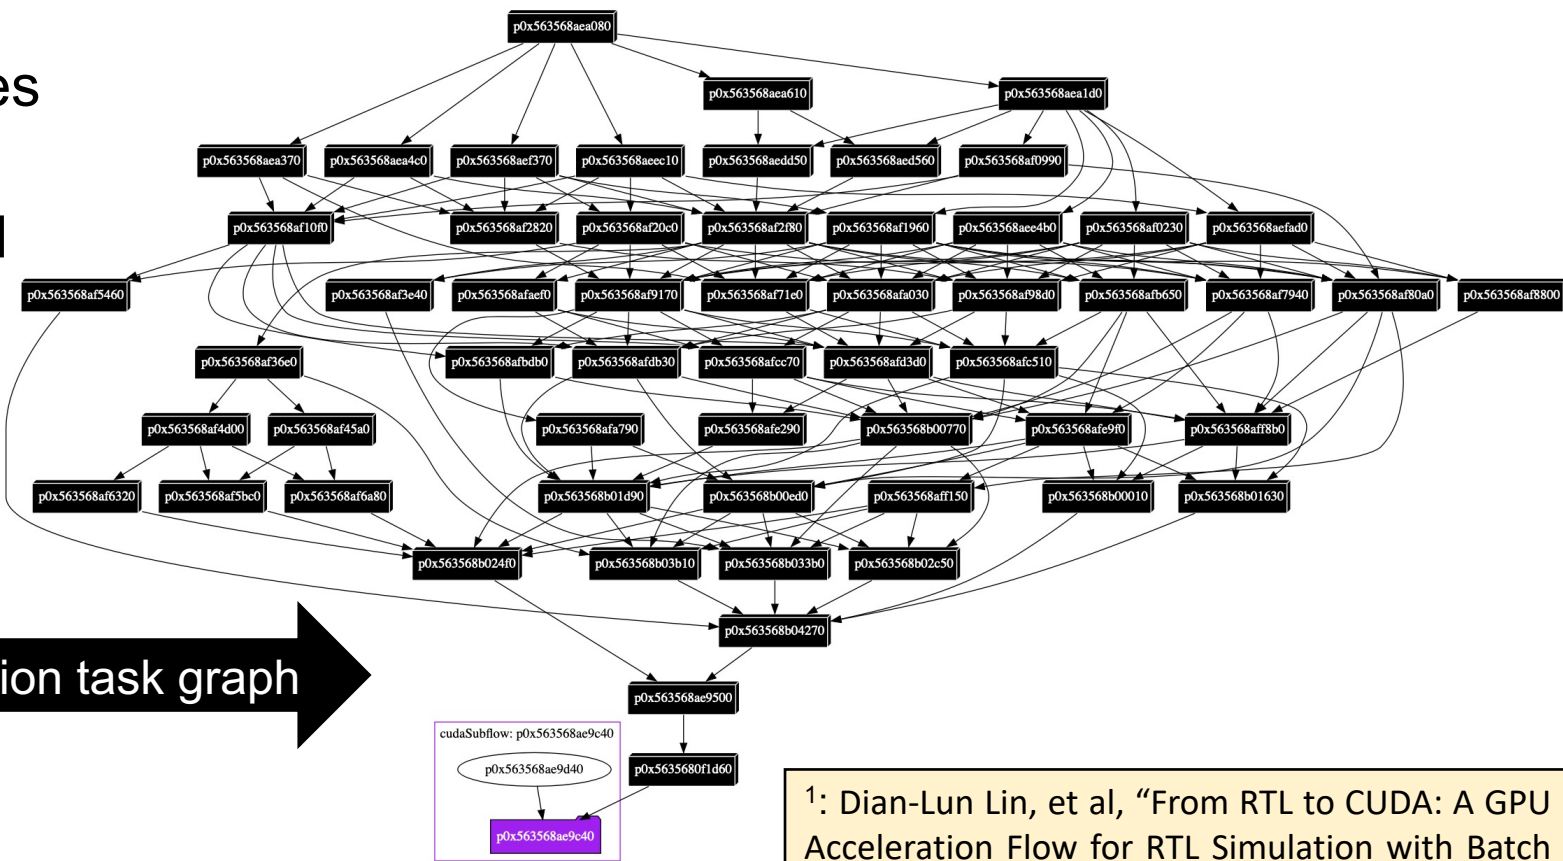 p0x563568aea080
es
p0x563568aea610
p0x563568aea1d0
p0x563568aea370 p0x563568aea4c0 p0x563568aef370 p0x563568aeec10 p0x563568aedd50 p0x563568aed560 p0x563568af0990
p0x563568af10f0 p0x563568af2820 p0x563568af20c0 p0x563568af2f80 p0x563568af1960 p0x563568aee4b0 p0x563568af0230 p0x563568aefad0
p0x563568af5460 p0x563568af3e40 p0x563568afaef0 p0x563568af9170 p0x563568af71e0 p0x563568afa030 p0x563568af98d0 p0x563568afb650 p0x563568af7940 p0x563568af80a0 p0x563568af8800
p0x563568af36e0 p0x563568afbdb0 p0x563568afdb30 p0x563568afcc70 p0x563568afd3d0 p0x563568afc510
p0x563568af4d00 p0x563568af45a0 p0x563568afa790 p0x563568afe290 p0x563568b00770 p0x563568afe9f0 p0x563568aff8b0
p0x563568af6320 p0x563568af5bc0 p0x563568af6a80 p0x563568b01d90 p0x563568b00ed0 p0x563568aff150 p0x563568b00010 p0x563568b01630
p0x563568b024f0 p0x563568b03b10 p0x563568b033b0 p0x563568b02c50
p0x563568b04270
ion task graph
p0x563568ae9500
cudaSubflow: p0x563568ae9c40
p0x563568ae9d40
p0x5635680f1d60
p0x563568ae9c40
1: Dian-Lun Lin, et al, “From RTL to CUDA: A GPU
Acceleration Flow for RTL Simulation with Batch